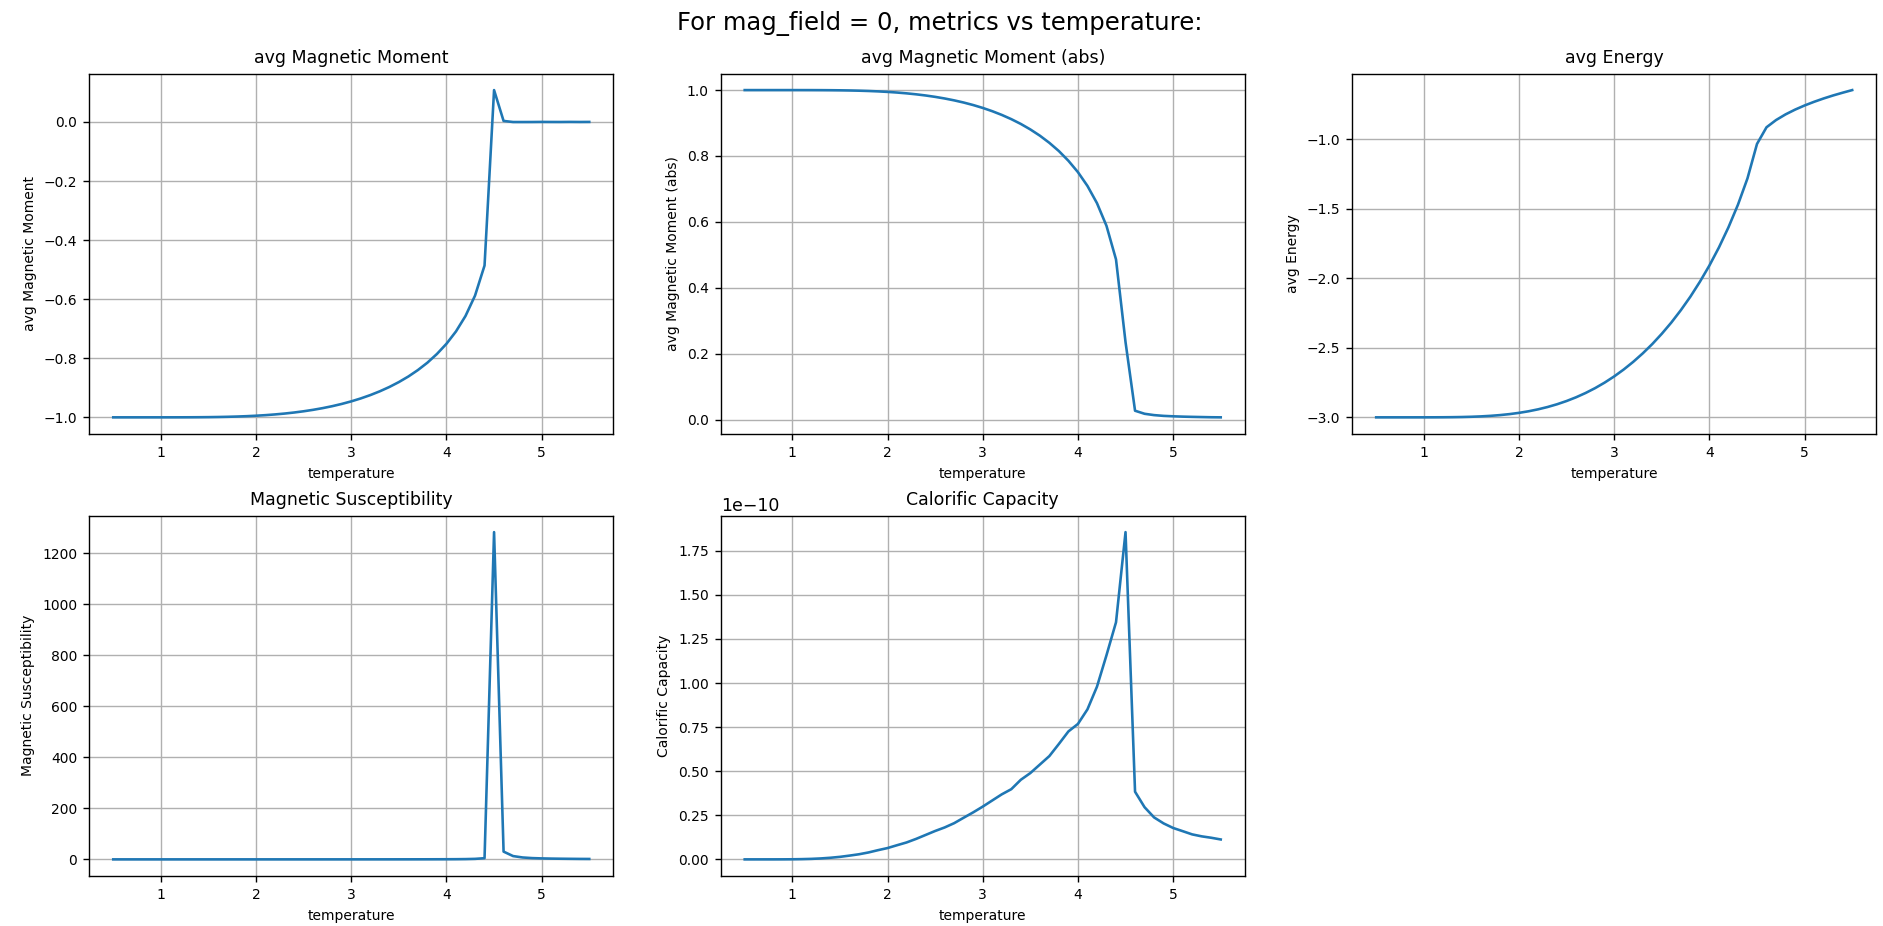 For mag_field = 0, metrics vs temperature:
avg Magnetic Moment
avg Magnetic Moment
0.0
−0.2
−0.4
−0.6
−0.8
−1.0
1 2 3 4 5
temperature
avg Magnetic Moment (abs)
avg Magnetic Moment (abs)
1.0
0.8
0.6
0.4
0.2
0.0
1 2 3 4 5
temperature
avg Energy
avg Energy
−1.0
−1.5
−2.0
−2.5
−3.0
1 2 3 4 5
temperature
Magnetic Susceptibility
Magnetic Susceptibility
1200
1000
800
600
400
200
0
1 2 3 4 5
temperature
Calorific Capacity
1e−10
Calorific Capacity
1.75
1.50
1.25
1.00
0.75
0.50
0.25
0.00
1 2 3 4 5
temperature